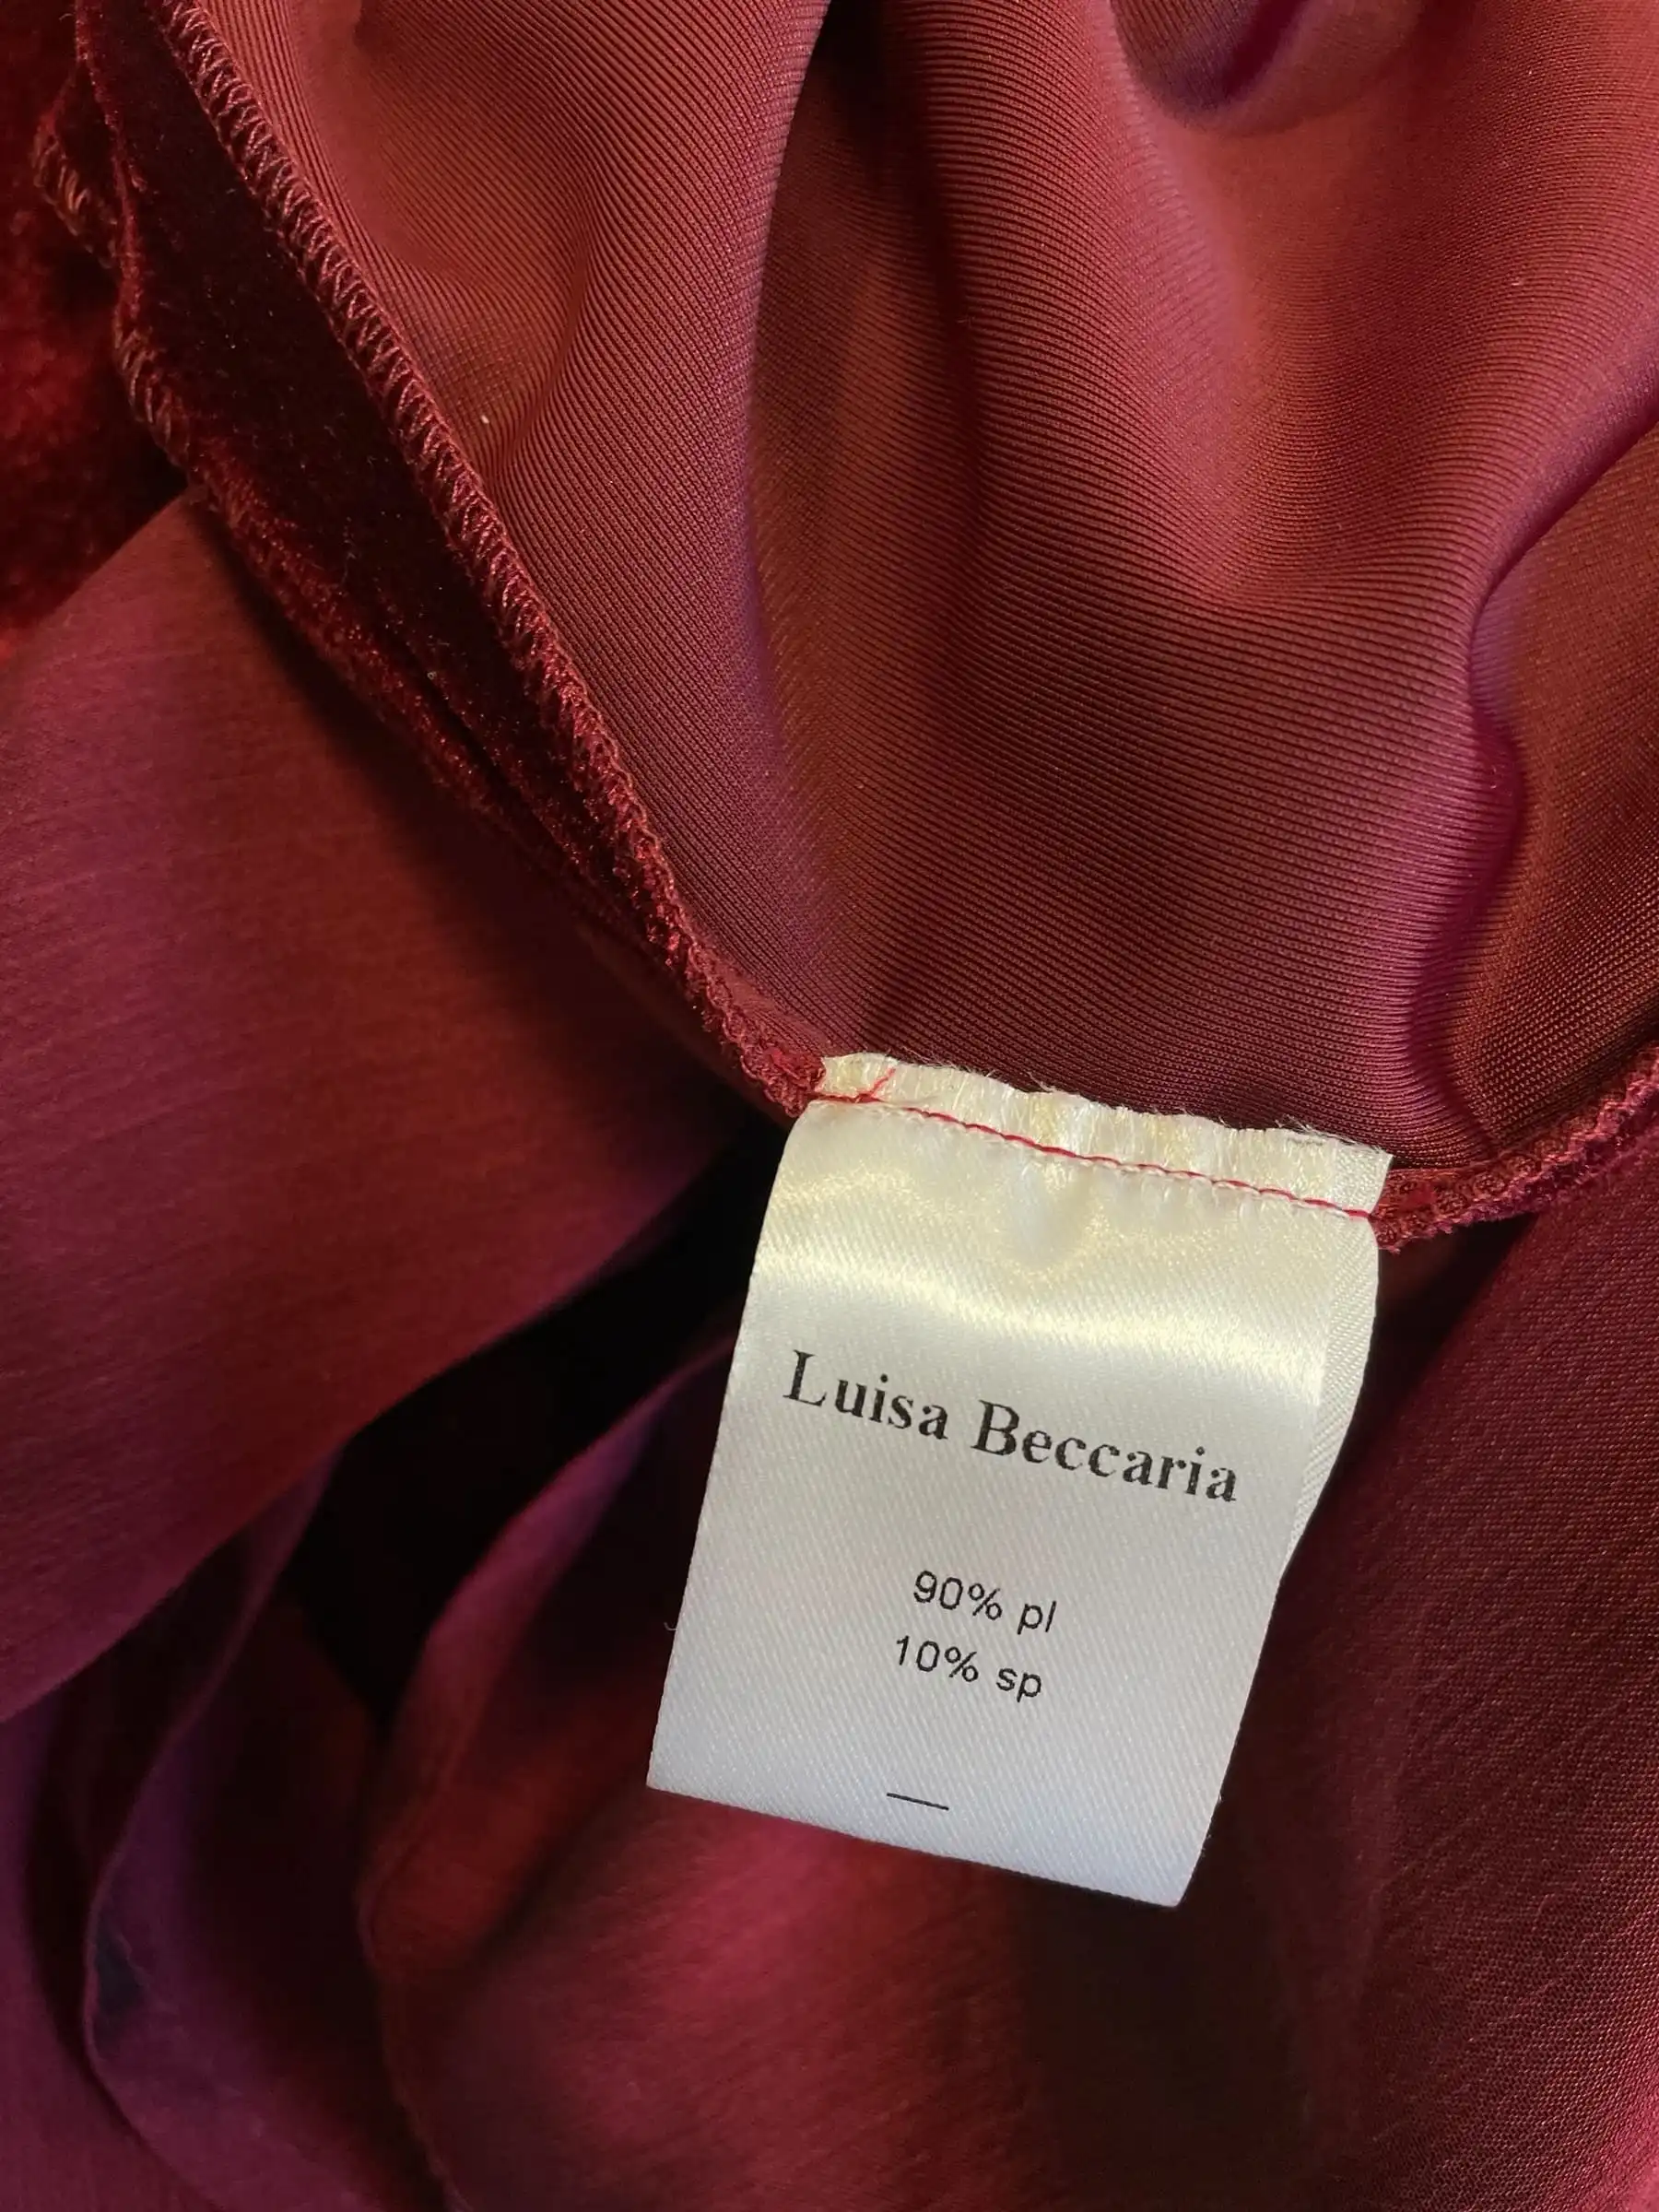 Luisa Beccaria
90% pl
10% sp